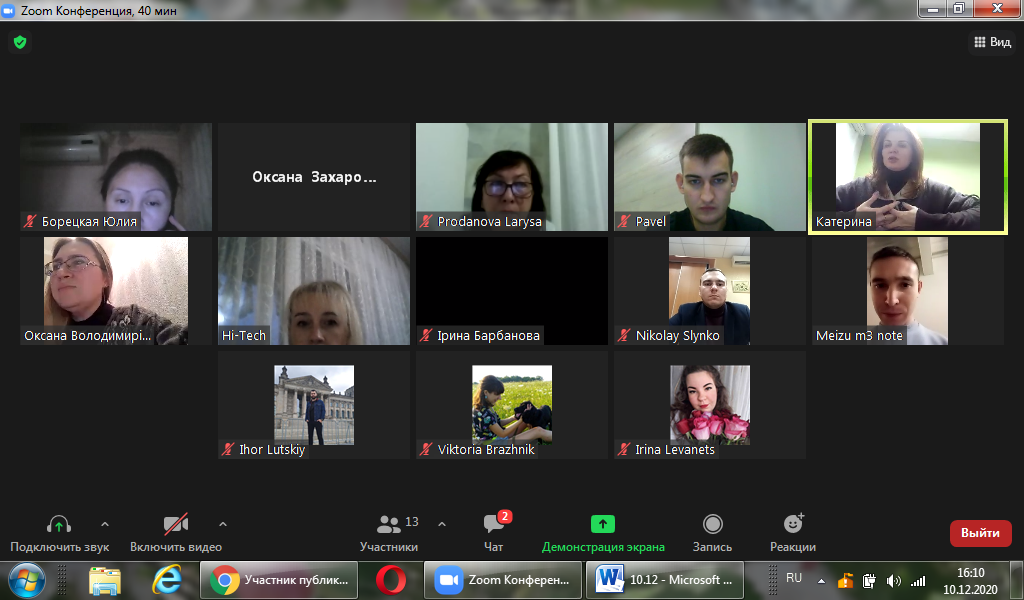 Zoom Конференция, 40 мин
Вид
Борецкая Юлия
Оксана Захаро...
Prodanova Larysa
Pavel
Катерина
Оксана Володимирі...
Hi-Tech
Ірина Барбанова
Nikolay Slynko
Meizu m3 note
Ihor Lutskiy
Viktoria Brazhnik
Irina Levanets
Подключить звук
Включить видео
13
Участники
2
Чат
Демонстрация экрана
Запись
Реакции
Выйти
Участник публик...
Zoom Конферен...
10.12 - Microsoft ...
RU
16:10
10.12.2020